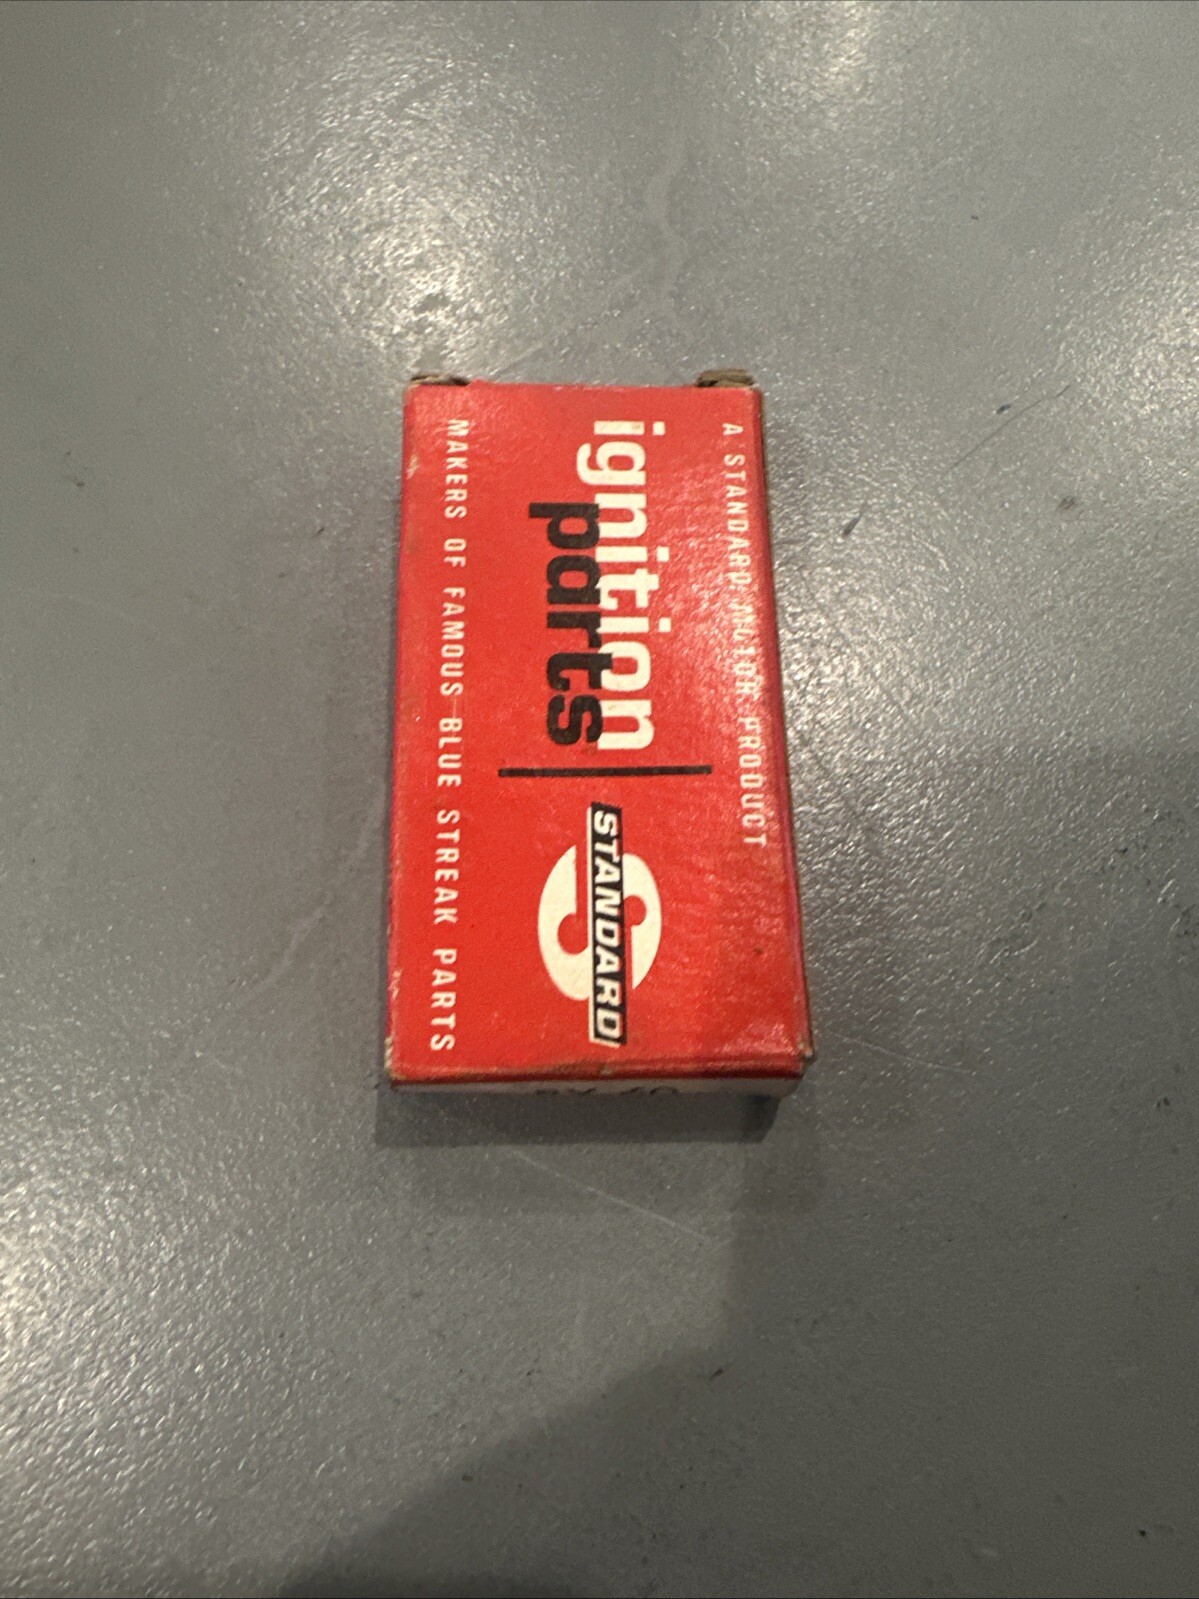 A STANDARD MOTOR PRODUCT
ignition
parts
STANDARD
MAKERS OF FAMOUS BLUE STREAK PARTS